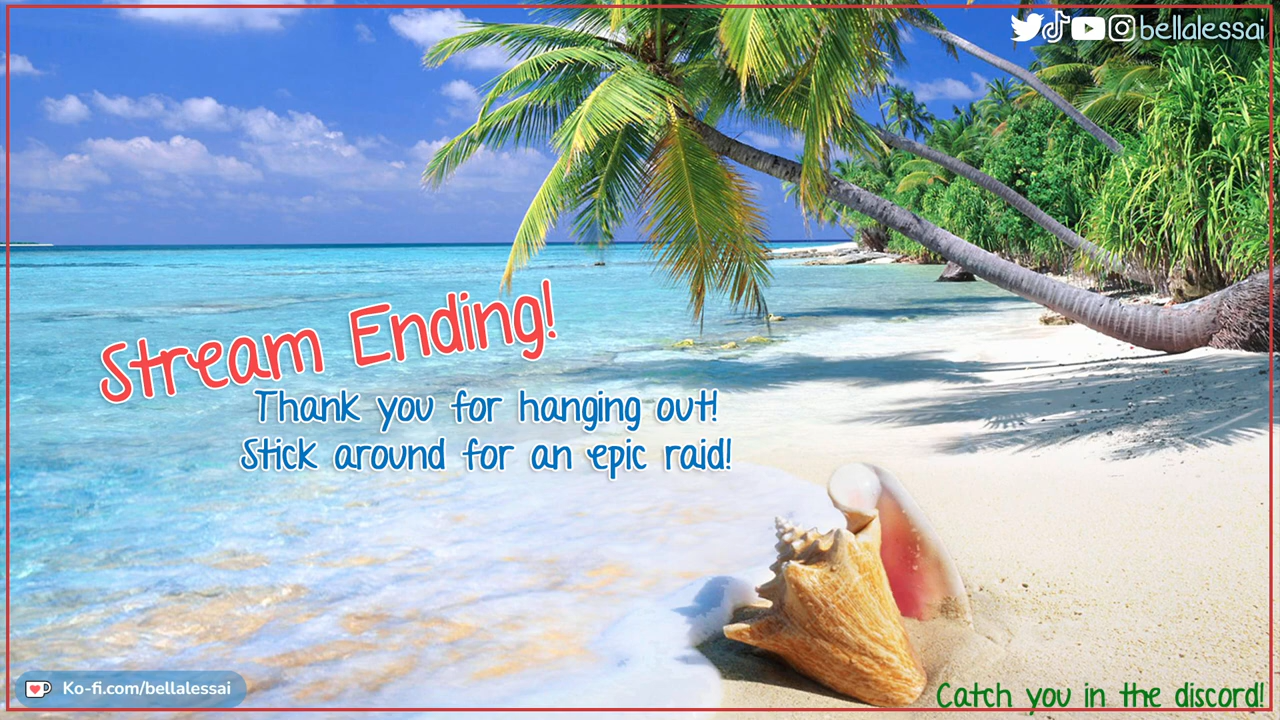 bellalessai
Stream Ending!
Thank you for hanging out!
Stick around for an epic raid!
Ko-fi.com/bellalessai
Catch you in the discord!